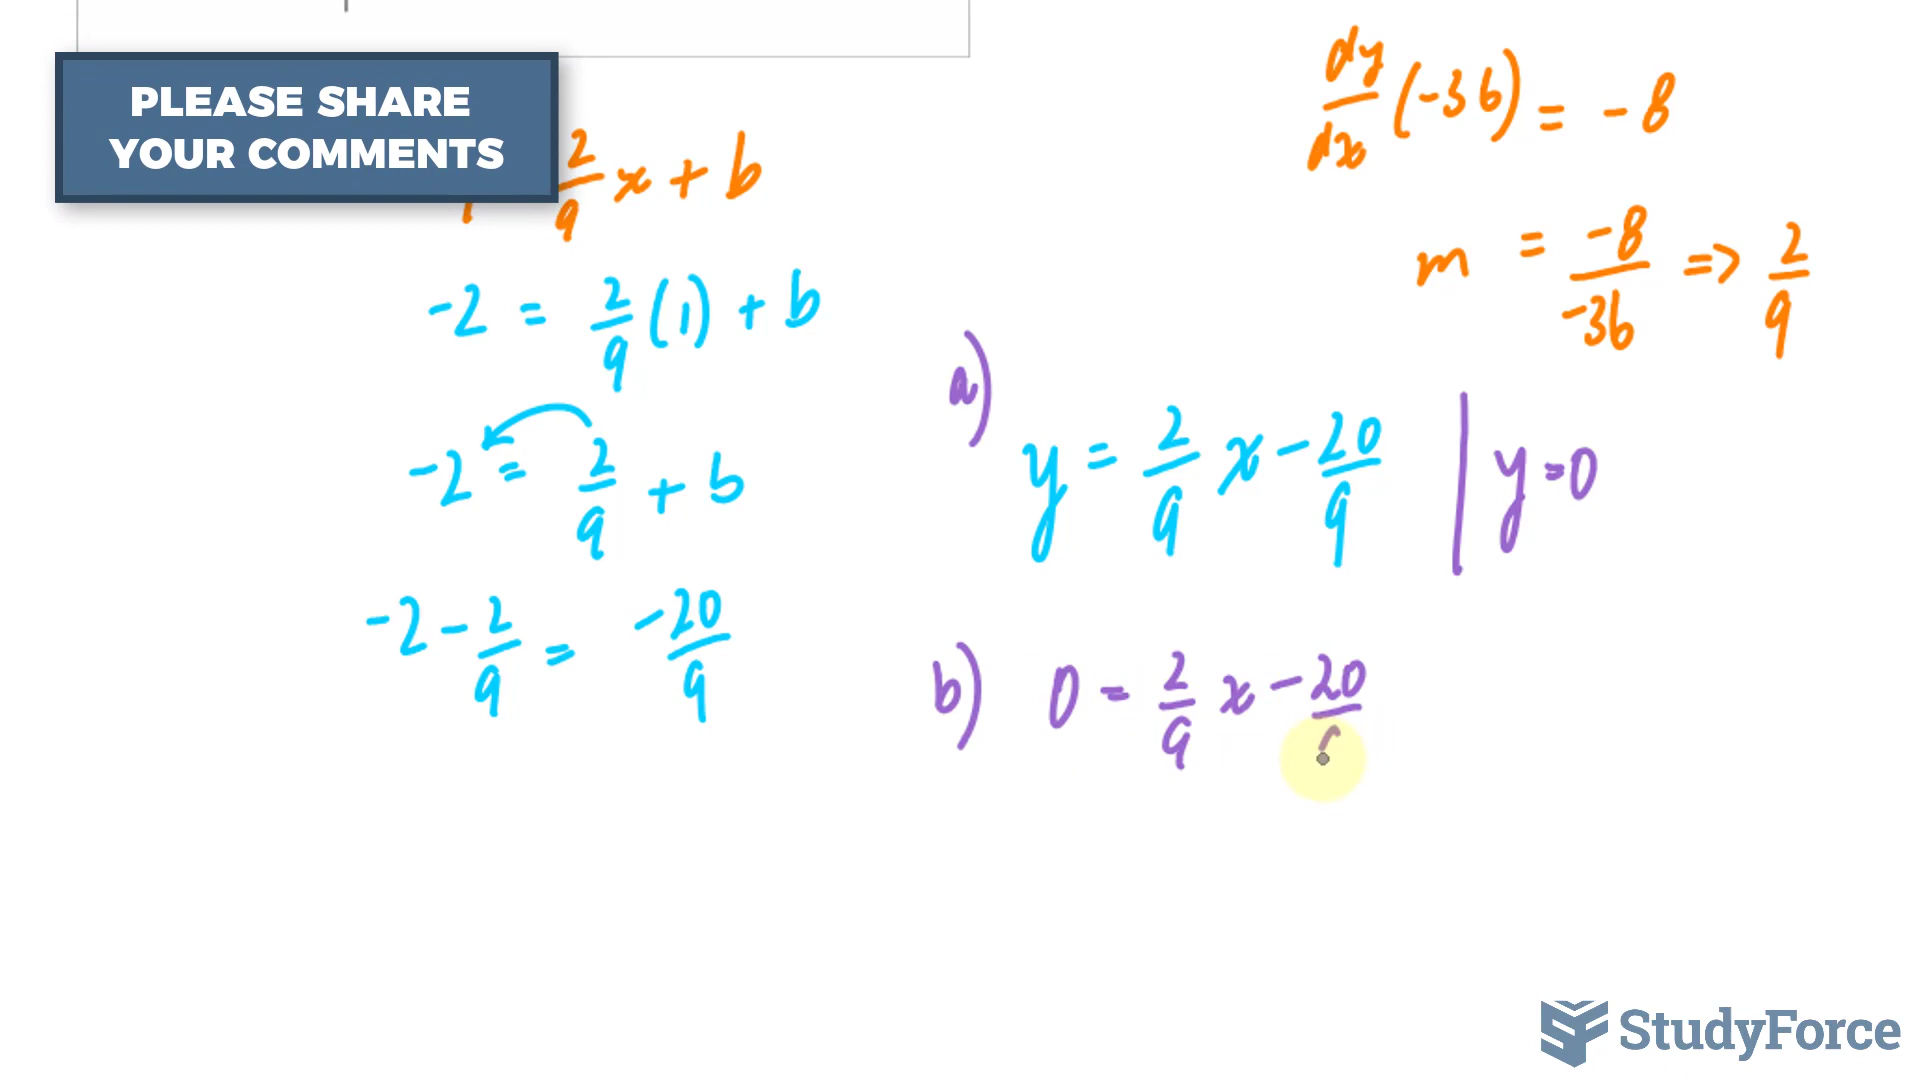 PLEASE SHARE
YOUR COMMENTS
2/9 x + b
-2 = 2/9 (1) + b
-2 = 2/9 + b
-2 - 2/9 = -20/9
dy/dx (-36) = -8
m = -8/-36 => 2/9
a)
y = 2/9 x - 20/9 | y = 0
b) 0 = 2/9 x - 20/
StudyForce